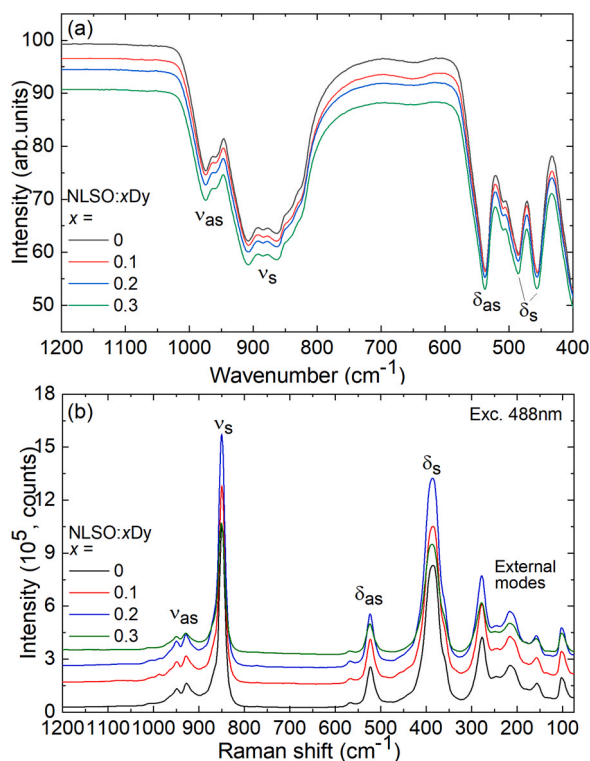 (a)
100
90
80
70
60
50
Intensity (arb.units)
NLSO:xDy
x =
0
0.1
0.2
0.3
νas
νs
δas
δs
1200 1100 1000 900 800 700 600 500 400
Wavenumber (cm-1)
(b)
Exc. 488nm
18
15
12
9
6
3
0
Intensity (10⁵, counts)
νs
NLSO:xDy
x =
0
0.1
0.2
0.3
νas
δas
δs
External
modes
1200 1100 1000 900 800 700 600 500 400 300 200 100
Raman shift (cm-1)